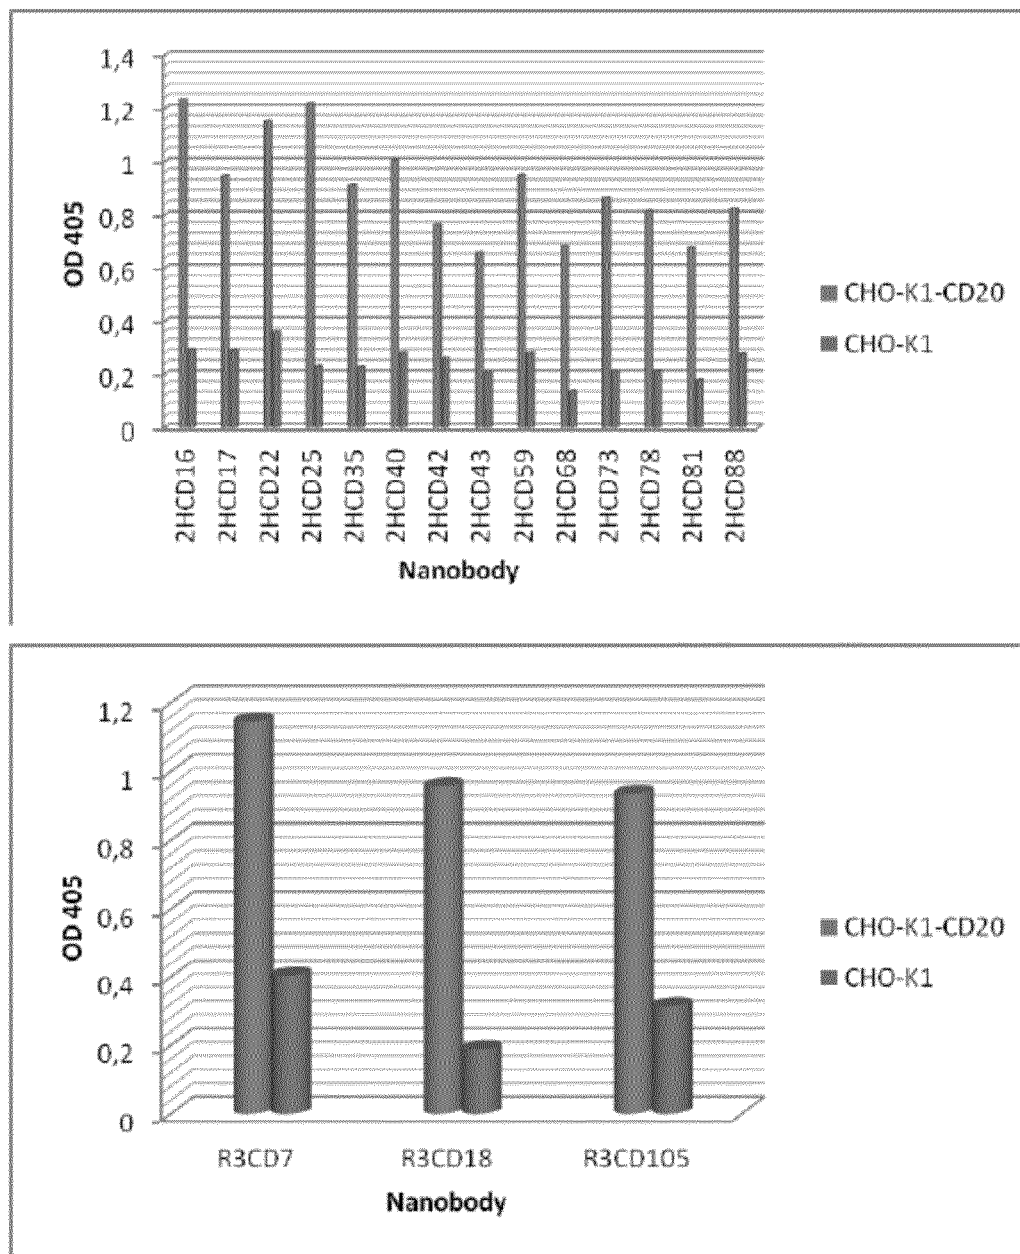 1,4
1,2
1
0,8
0,6
0,4
0,2
0
OD 405
2HCD16
2HCD17
2HCD22
2HCD25
2HCD35
2HCD40
2HCD42
2HCD43
2HCD59
2HCD68
2HCD73
2HCD78
2HCD81
2HCD88
Nanobody
CHO-K1-CD20
CHO-K1
1,2
1
0,8
0,6
0,4
0,2
0
OD 405
R3CD7
R3CD18
R3CD105
Nanobody
CHO-K1-CD20
CHO-K1